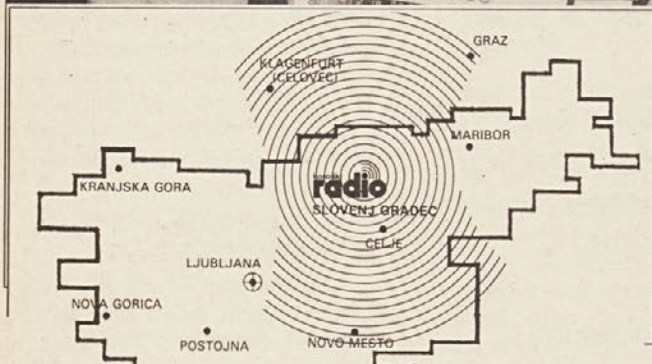 GRAZ
KLAGENFURT
(CELOVEC)
MARIBOR
KRANJSKA GORA
radio
SLOVENJ GRADEC
CELJE
LJUBLJANA
NOVA GORICA
POSTOJNA
NOVO MESTO